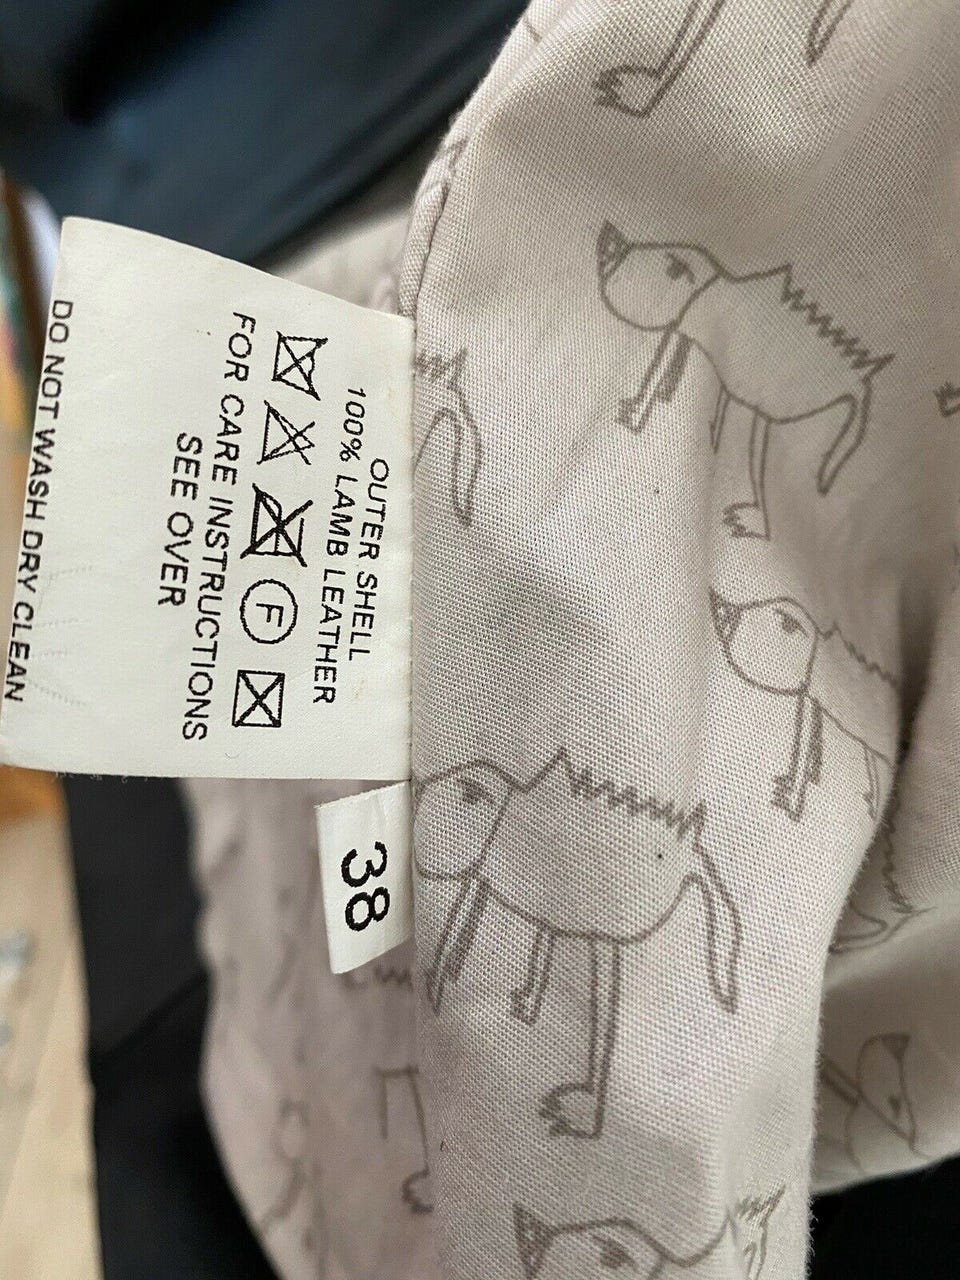 OUTER SHELL
100% LAMB LEATHER
F
FOR CARE INSTRUCTIONS
SEE OVER
DO NOT WASH DRY CLEAN
38